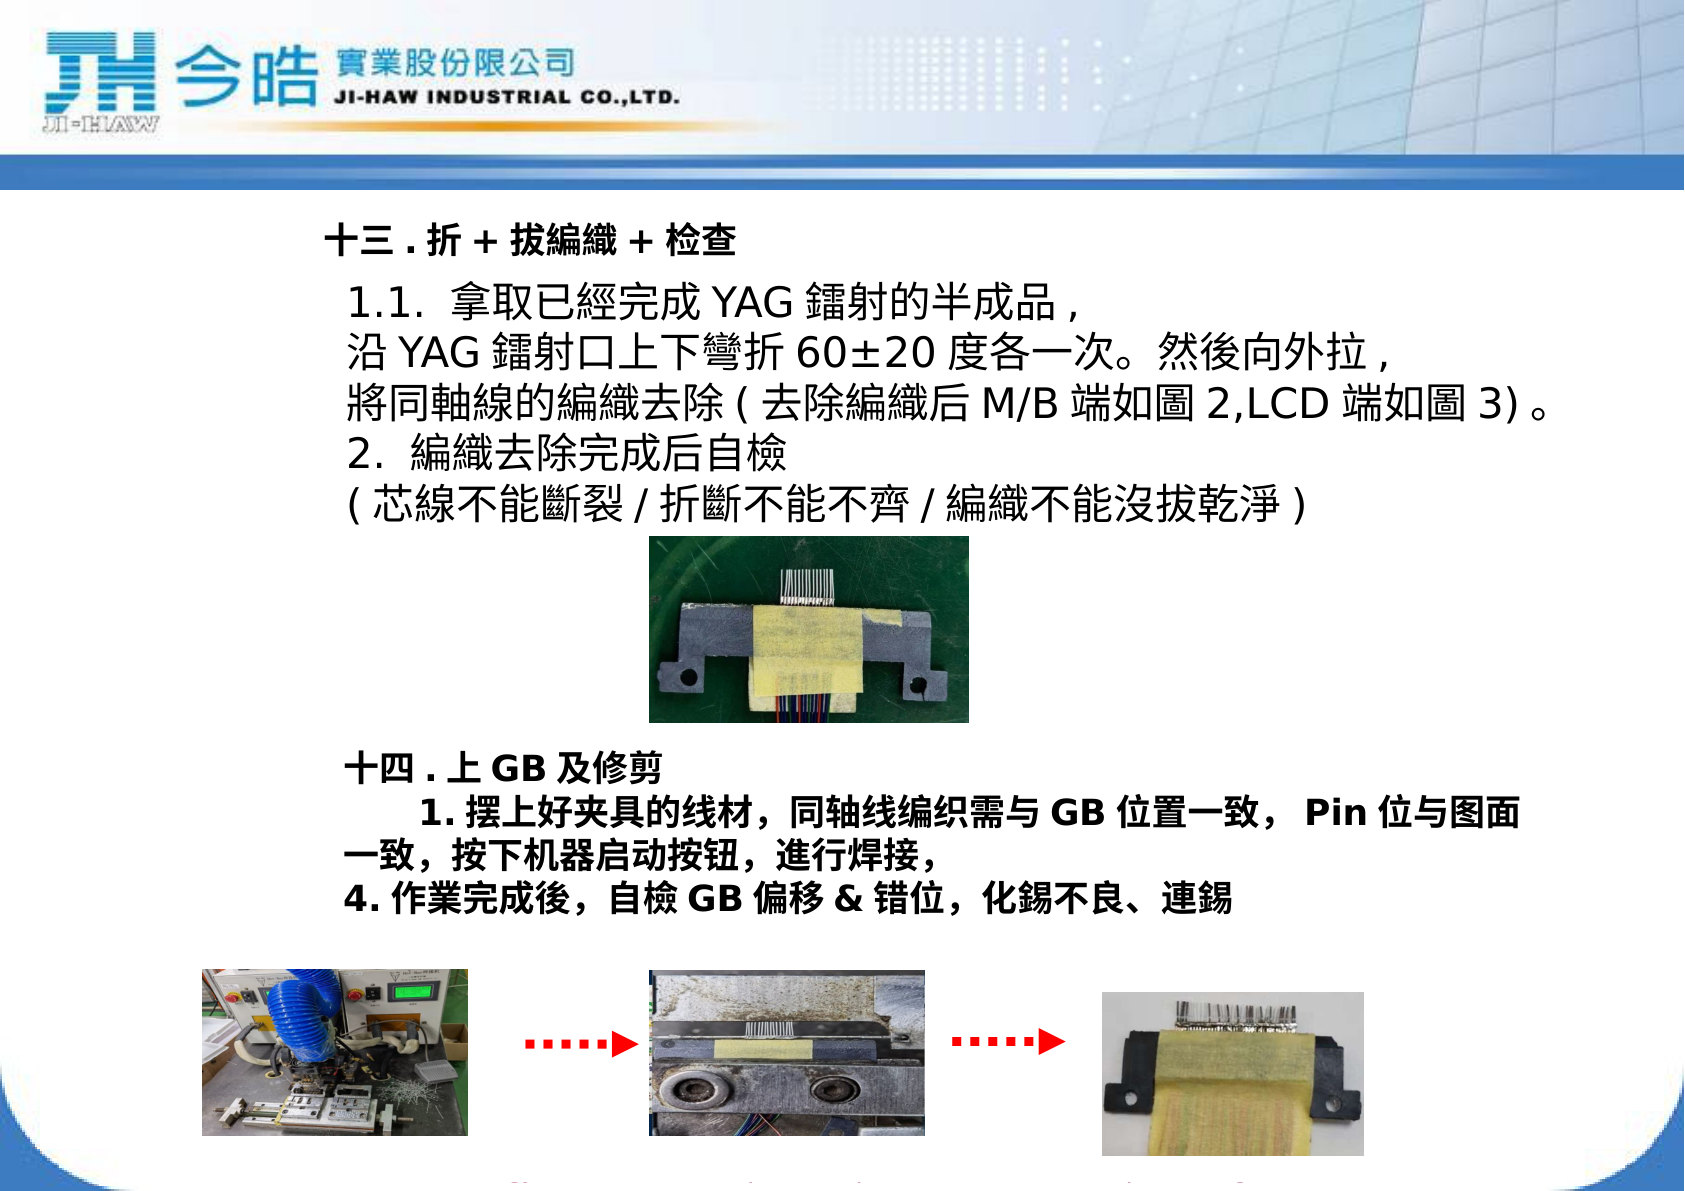 JH 今皓 實業股份限公司
JI-HAW INDUSTRIAL CO.,LTD.
JI-HAW
十三 . 折 + 拔編織 + 检查
1.1. 拿取已經完成 YAG 鐳射的半成品 ,
沿 YAG 鐳射口上下彎折 60±20 度各一次。然後向外拉 ,
將同軸線的編織去除 ( 去除編織后 M/B 端如圖 2,LCD 端如圖 3) 。
2. 編織去除完成后自檢
( 芯線不能斷裂 / 折斷不能不齊 / 編織不能沒拔乾淨 )
十四 . 上 GB 及修剪
1. 摆上好夹具的线材，同轴线编织需与 GB 位置一致， Pin 位与图面
一致，按下机器启动按钮，進行焊接，
4. 作業完成後，自檢 GB 偏移 & 错位，化錫不良、連錫